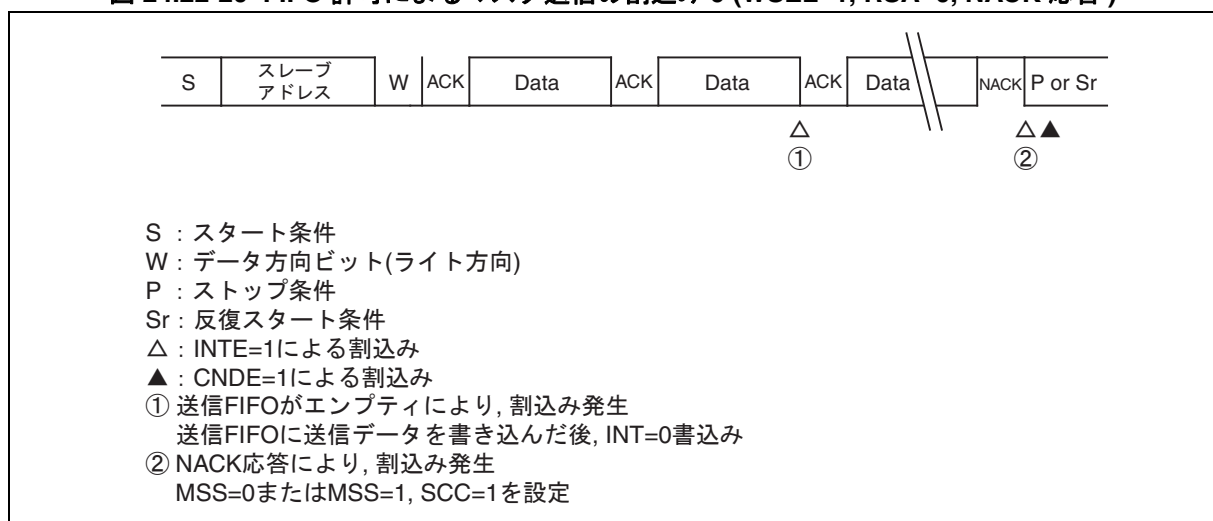 S スレーブ アドレス W ACK Data ACK Data ACK Data NACK P or Sr
△ △▲
① ②
S : スタート条件
W : データ方向ビット(ライト方向)
P : ストップ条件
Sr : 反復スタート条件
△ : INTE=1による割込み
▲ : CNDE=1による割込み
① 送信FIFOがエンプティにより, 割込み発生
送信FIFOに送信データを書き込んだ後, INT=0書込み
② NACK応答により, 割込み発生
MSS=0またはMSS=1, SCC=1を設定